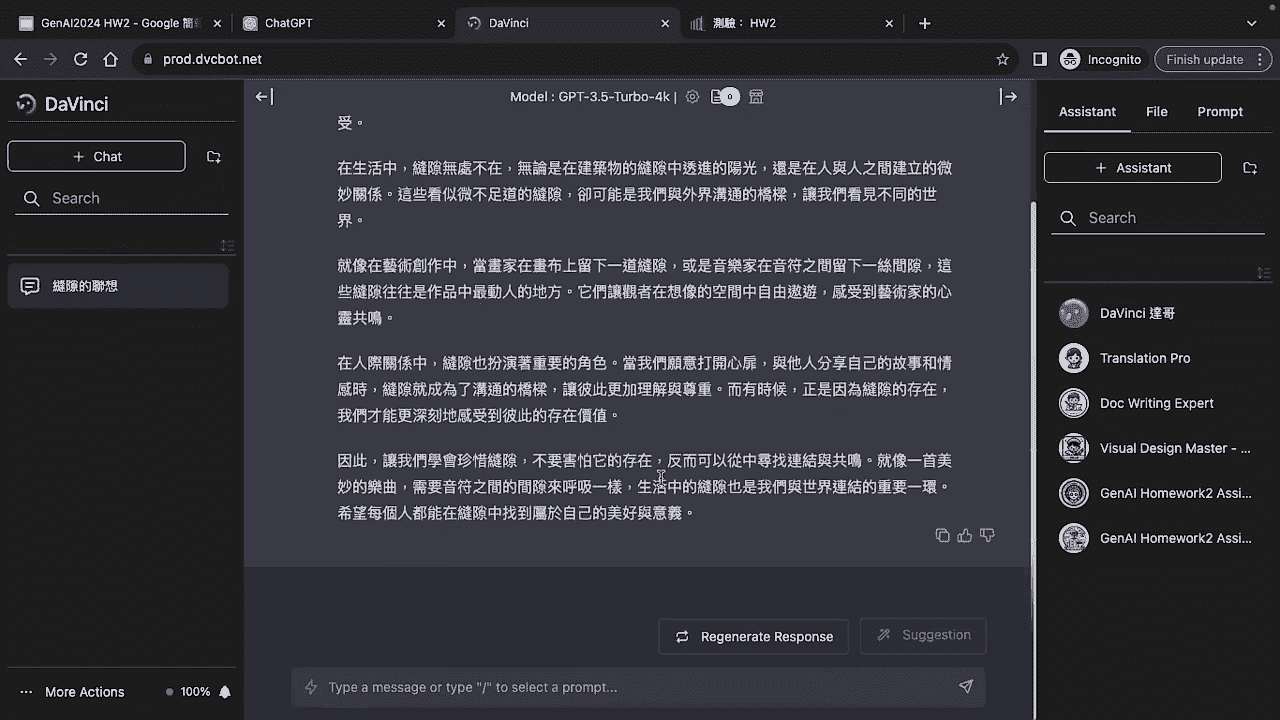 GenAI2024 HW2 - Google 簡
ChatGPT
DaVinci
測驗： HW2
prod.dvcbot.net
Incognito
Finish update
DaVinci
+ Chat
Search
縫隙的聯想
More Actions
100%
Model : GPT-3.5-Turbo-4k |
0
受。
在生活中，縫隙無處不在，無論是在建築物的縫隙中透進的陽光，還是在人與人之間建立的微
妙關係。這些看似微不足道的縫隙，卻可能是我們與外界溝通的橋樑，讓我們看見不同的世
界。
就像在藝術創作中，當畫家在畫布上留下一道縫隙，或是音樂家在音符之間留下一絲間隙，這
些縫隙往往是作品中最動人的地方。它們讓觀者在想像的空間中自由遨遊，感受到藝術家的心
靈共鳴。
在人際關係中，縫隙也扮演著重要的角色。當我們願意打開心扉，與他人分享自己的故事和情
感時，縫隙就成為了溝通的橋樑，讓彼此更加理解與尊重。而有時候，正是因為縫隙的存在，
我們才能更深刻地感受到彼此的存在價值。
因此，讓我們學會珍惜縫隙，不要害怕它的存在，反而可以從中尋找連結與共鳴。就像一首美
妙的樂曲，需要音符之間的間隙來呼吸一樣，生活中的縫隙也是我們與世界連結的重要一環。
希望每個人都能在縫隙中找到屬於自己的美好與意義。
Regenerate Response
Suggestion
Type a message or type "/" to select a prompt...
Assistant
File
Prompt
+ Assistant
Search
DaVinci 達哥
Translation Pro
Doc Writing Expert
Visual Design Master - ...
GenAI Homework2 Assi...
GenAI Homework2 Assi...